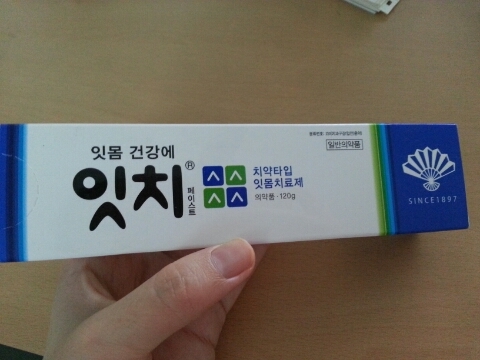 잇몸 건강에
잇치®
페이스트
치약타입
잇몸치료제
의약품·120g
일반의약품
SINCE1897